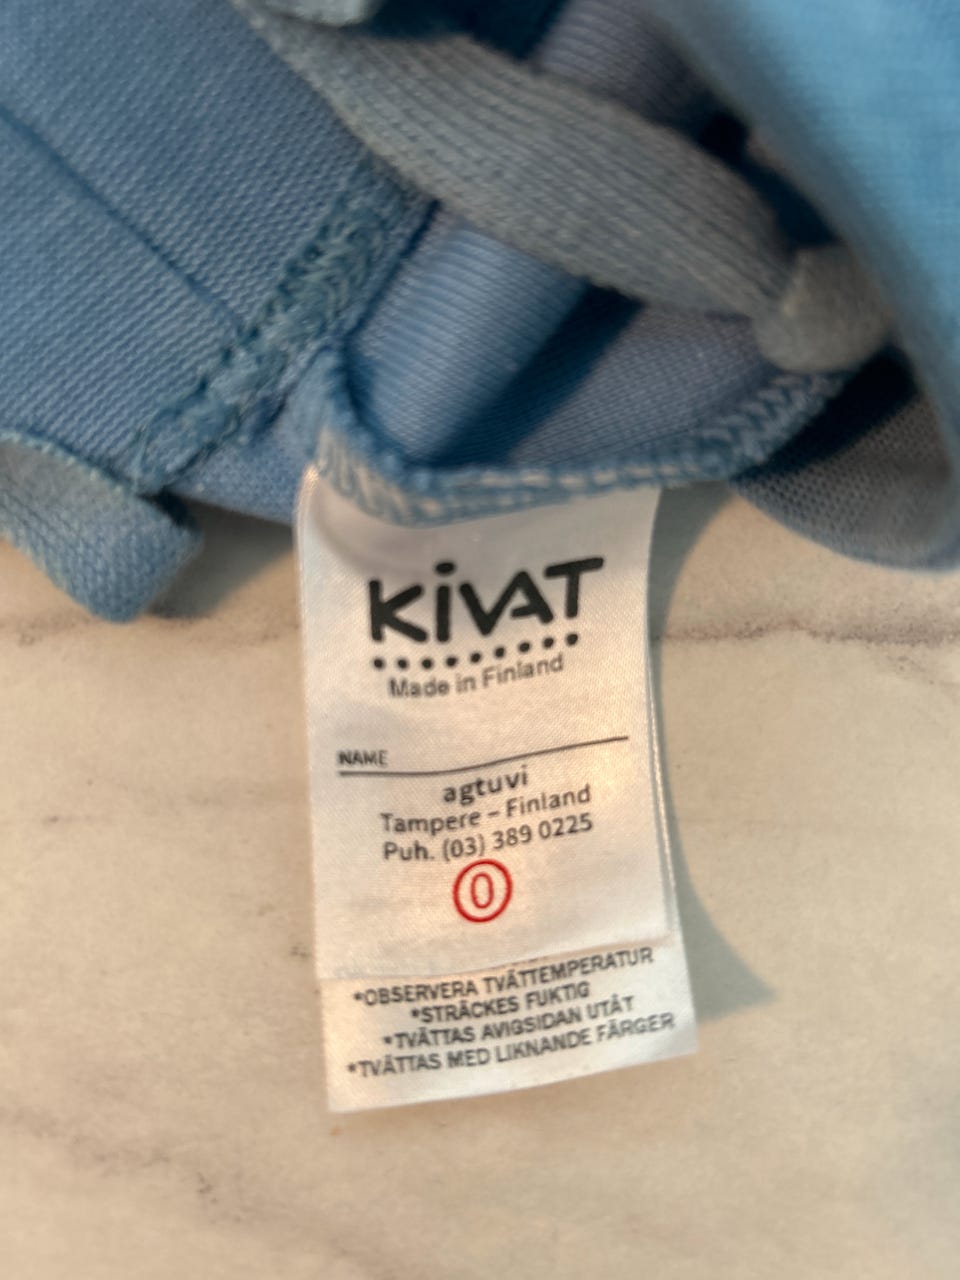 KiVAT
Made in Finland
NAME
agtuvi
Tampere – Finland
Puh. (03) 389 0225
0
*OBSERVERA TVÄTTEMPERATUR
*STRÄCKES FUKTIG
*TVÄTTAS AVIGSIDAN UTÅT
*TVÄTTAS MED LIKNANDE FÄRGER